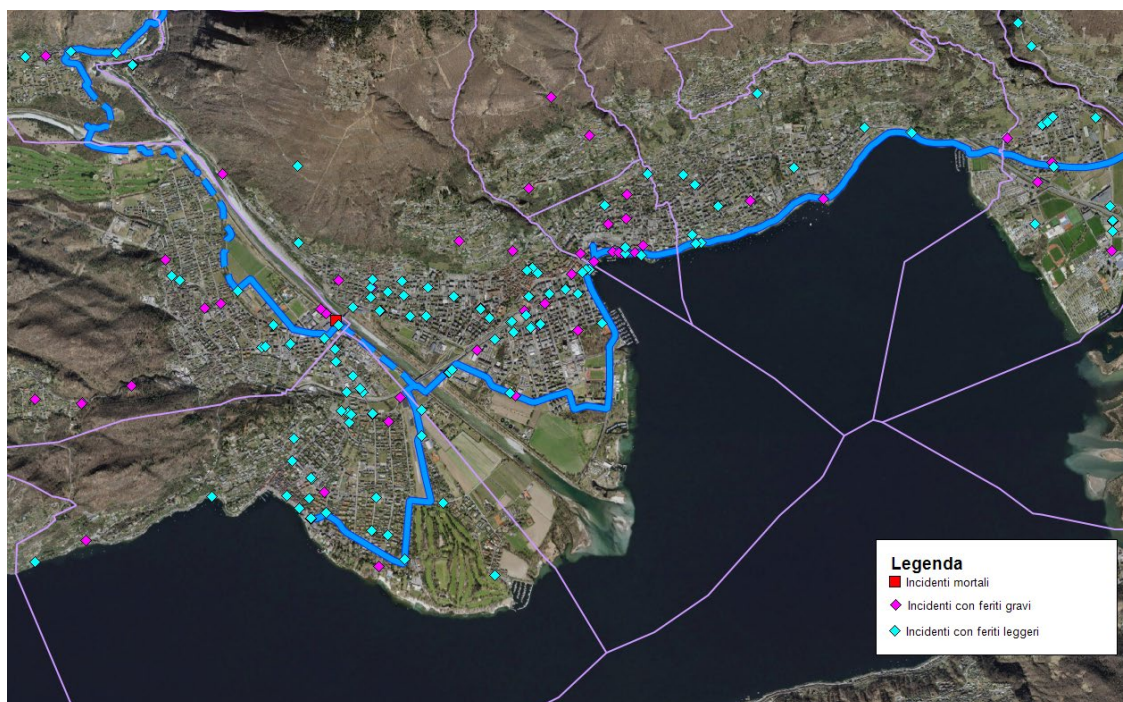 Legenda
Incidenti mortali
Incidenti con feriti gravi
Incidenti con feriti leggeri